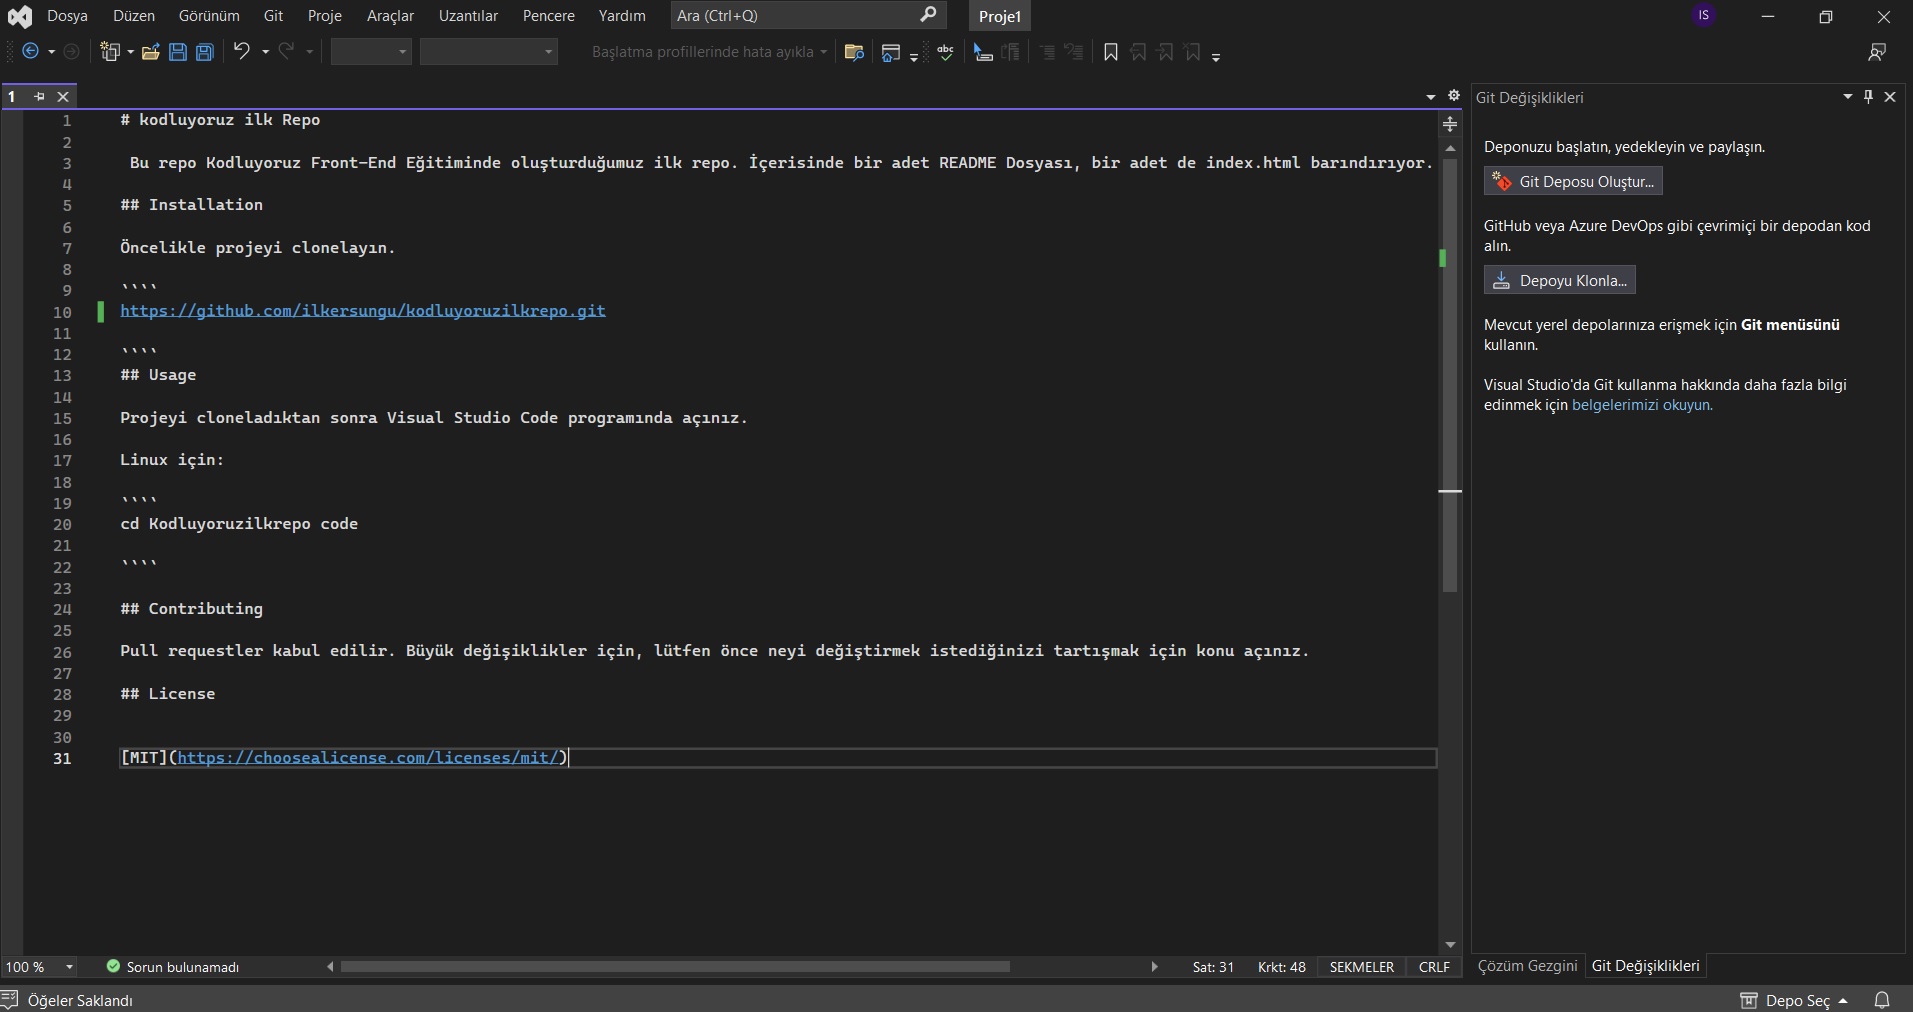 Dosya Düzen Görünüm Git Proje Araçlar Uzantılar Pencere Yardım Ara (Ctrl+Q) Proje1 IS
Başlatma profillerinde hata ayıkla
1
Git Değişiklikleri
1 # kodluyoruz ilk Repo
2
3 Bu repo Kodluyoruz Front-End Eğitiminde oluşturduğumuz ilk repo. İçerisinde bir adet README Dosyası, bir adet de index.html barındırıyor.
4
5 ## Installation
6
7 Öncelikle projeyi clonelayın.
8
9 ````
10 https://github.com/ilkersungu/kodluyoruzilkrepo.git
11
12 ````
13 ## Usage
14
15 Projeyi cloneladıktan sonra Visual Studio Code programında açınız.
16
17 Linux için:
18
19 ````
20 cd Kodluyoruzilkrepo code
21
22 ````
23
24 ## Contributing
25
26 Pull requestler kabul edilir. Büyük değişiklikler için, lütfen önce neyi değiştirmek istediğinizi tartışmak için konu açınız.
27
28 ## License
29
30
31 [MIT](https://choosealicense.com/licenses/mit/)
Deponuzu başlatın, yedekleyin ve paylaşın.
Git Deposu Oluştur...
GitHub veya Azure DevOps gibi çevrimiçi bir depodan kod
alın.
Depoyu Klonla...
Mevcut yerel depolarınıza erişmek için Git menüsünü
kullanın.
Visual Studio'da Git kullanma hakkında daha fazla bilgi
edinmek için belgelerimizi okuyun.
100 % Sorun bulunamadı Sat: 31 Krkt: 48 SEKMELER CRLF
Çözüm Gezgini Git Değişiklikleri
Öğeler Saklandı Depo Seç